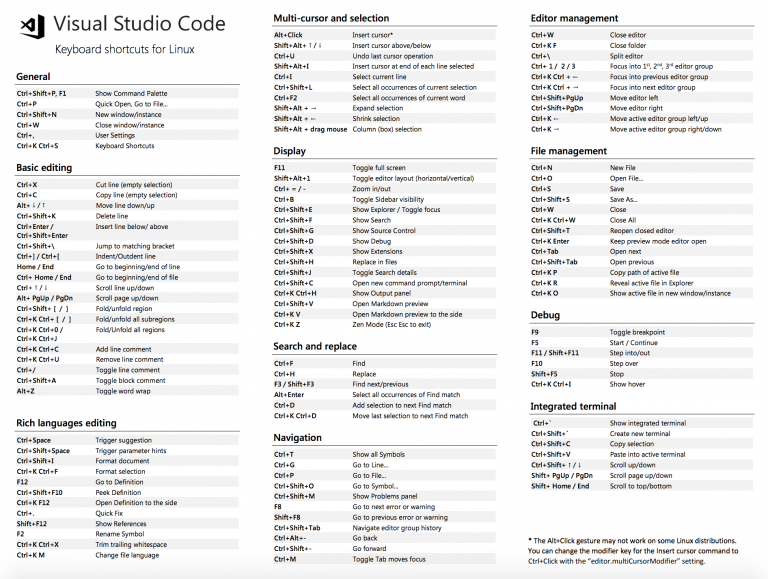 Visual Studio Code
Keyboard shortcuts for Linux
General
Ctrl+Shift+P, F1 Show Command Palette
Ctrl+P Quick Open, Go to File...
Ctrl+Shift+N New window/instance
Ctrl+W Close window/instance
Ctrl+, User Settings
Ctrl+K Ctrl+S Keyboard Shortcuts
Basic editing
Ctrl+X Cut line (empty selection)
Ctrl+C Copy line (empty selection)
Alt+ ↓ / ↑ Move line down/up
Ctrl+Shift+K Delete line
Ctrl+Enter / Insert line below/ above
Ctrl+Shift+Enter
Ctrl+Shift+\ Jump to matching bracket
Ctrl+] / Ctrl+[ Indent/Outdent line
Home / End Go to beginning/end of line
Ctrl+ Home / End Go to beginning/end of file
Ctrl+ ↑ / ↓ Scroll line up/down
Alt+ PgUp / PgDn Scroll page up/down
Ctrl+Shift+ [ / ] Fold/unfold region
Ctrl+K Ctrl+ [ / ] Fold/unfold all subregions
Ctrl+K Ctrl+0 / Fold/Unfold all regions
Ctrl+K Ctrl+J
Ctrl+K Ctrl+C Add line comment
Ctrl+K Ctrl+U Remove line comment
Ctrl+/ Toggle line comment
Ctrl+Shift+A Toggle block comment
Alt+Z Toggle word wrap
Rich languages editing
Ctrl+Space Trigger suggestion
Ctrl+Shift+Space Trigger parameter hints
Ctrl+Shift+I Format document
Ctrl+K Ctrl+F Format selection
F12 Go to Definition
Ctrl+Shift+F10 Peek Definition
Ctrl+K F12 Open Definition to the side
Ctrl+. Quick Fix
Shift+F12 Show References
F2 Rename Symbol
Ctrl+K Ctrl+X Trim trailing whitespace
Ctrl+K M Change file language
Multi-cursor and selection
Alt+Click Insert cursor*
Shift+Alt+ ↑ / ↓ Insert cursor above/below
Ctrl+U Undo last cursor operation
Shift+Alt+I Insert cursor at end of each line selected
Ctrl+I Select current line
Ctrl+Shift+L Select all occurrences of current selection
Ctrl+F2 Select all occurrences of current word
Shift+Alt + → Expand selection
Shift+Alt + ← Shrink selection
Shift+Alt + drag mouse Column (box) selection
Display
F11 Toggle full screen
Shift+Alt+1 Toggle editor layout (horizontal/vertical)
Ctrl+ = / - Zoom in/out
Ctrl+B Toggle Sidebar visibility
Ctrl+Shift+E Show Explorer / Toggle focus
Ctrl+Shift+F Show Search
Ctrl+Shift+G Show Source Control
Ctrl+Shift+D Show Debug
Ctrl+Shift+X Show Extensions
Ctrl+Shift+H Replace in files
Ctrl+Shift+J Toggle Search details
Ctrl+Shift+C Open new command prompt/terminal
Ctrl+K Ctrl+H Show Output panel
Ctrl+Shift+V Open Markdown preview
Ctrl+K V Open Markdown preview to the side
Ctrl+K Z Zen Mode (Esc Esc to exit)
Search and replace
Ctrl+F Find
Ctrl+H Replace
F3 / Shift+F3 Find next/previous
Alt+Enter Select all occurrences of Find match
Ctrl+D Add selection to next Find match
Ctrl+K Ctrl+D Move last selection to next Find match
Navigation
Ctrl+T Show all Symbols
Ctrl+G Go to Line...
Ctrl+P Go to File...
Ctrl+Shift+O Go to Symbol...
Ctrl+Shift+M Show Problems panel
F8 Go to next error or warning
Shift+F8 Go to previous error or warning
Ctrl+Shift+Tab Navigate editor group history
Ctrl+Alt+- Go back
Ctrl+Shift+- Go forward
Ctrl+M Toggle Tab moves focus
Editor management
Ctrl+W Close editor
Ctrl+K F Close folder
Ctrl+\ Split editor
Ctrl+ 1 / 2 / 3 Focus into 1st, 2nd, 3rd editor group
Ctrl+K Ctrl + ← Focus into previous editor group
Ctrl+K Ctrl + → Focus into next editor group
Ctrl+Shift+PgUp Move editor left
Ctrl+Shift+PgDn Move editor right
Ctrl+K ← Move active editor group left/up
Ctrl+K → Move active editor group right/down
File management
Ctrl+N New File
Ctrl+O Open File...
Ctrl+S Save
Ctrl+Shift+S Save As...
Ctrl+W Close
Ctrl+K Ctrl+W Close All
Ctrl+Shift+T Reopen closed editor
Ctrl+K Enter Keep preview mode editor open
Ctrl+Tab Open next
Ctrl+Shift+Tab Open previous
Ctrl+K P Copy path of active file
Ctrl+K R Reveal active file in Explorer
Ctrl+K O Show active file in new window/instance
Debug
F9 Toggle breakpoint
F5 Start / Continue
F11 / Shift+F11 Step into/out
F10 Step over
Shift+F5 Stop
Ctrl+K Ctrl+I Show hover
Integrated terminal
Ctrl+` Show integrated terminal
Ctrl+Shift+` Create new terminal
Ctrl+Shift+C Copy selection
Ctrl+Shift+V Paste into active terminal
Ctrl+Shift+ ↑ / ↓ Scroll up/down
Shift+ PgUp / PgDn Scroll page up/down
Shift+ Home / End Scroll to top/bottom
* The Alt+Click gesture may not work on some Linux distributions.
You can change the modifier key for the Insert cursor command to
Ctrl+Click with the "editor.multiCursorModifier" setting.